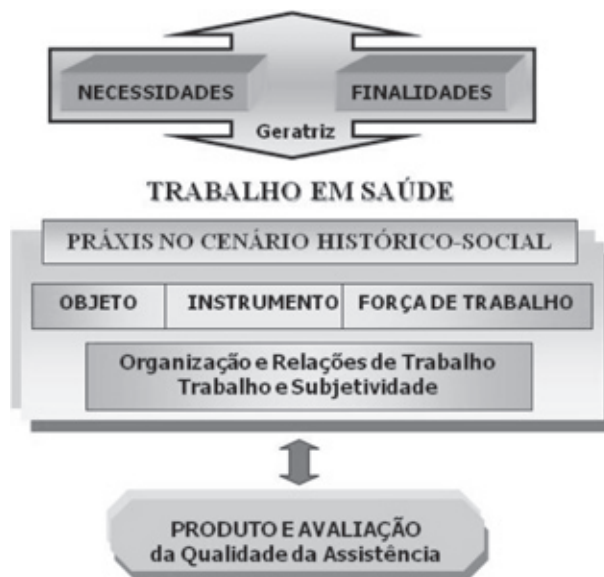 NECESSIDADES
FINALIDADES
Geratriz
TRABALHO EM SAÚDE
PRÁXIS NO CENÁRIO HISTÓRICO-SOCIAL
OBJETO
INSTRUMENTO
FORÇA DE TRABALHO
Organização e Relações de Trabalho
Trabalho e Subjetividade
PRODUTO E AVALIAÇÃO
da Qualidade da Assistência